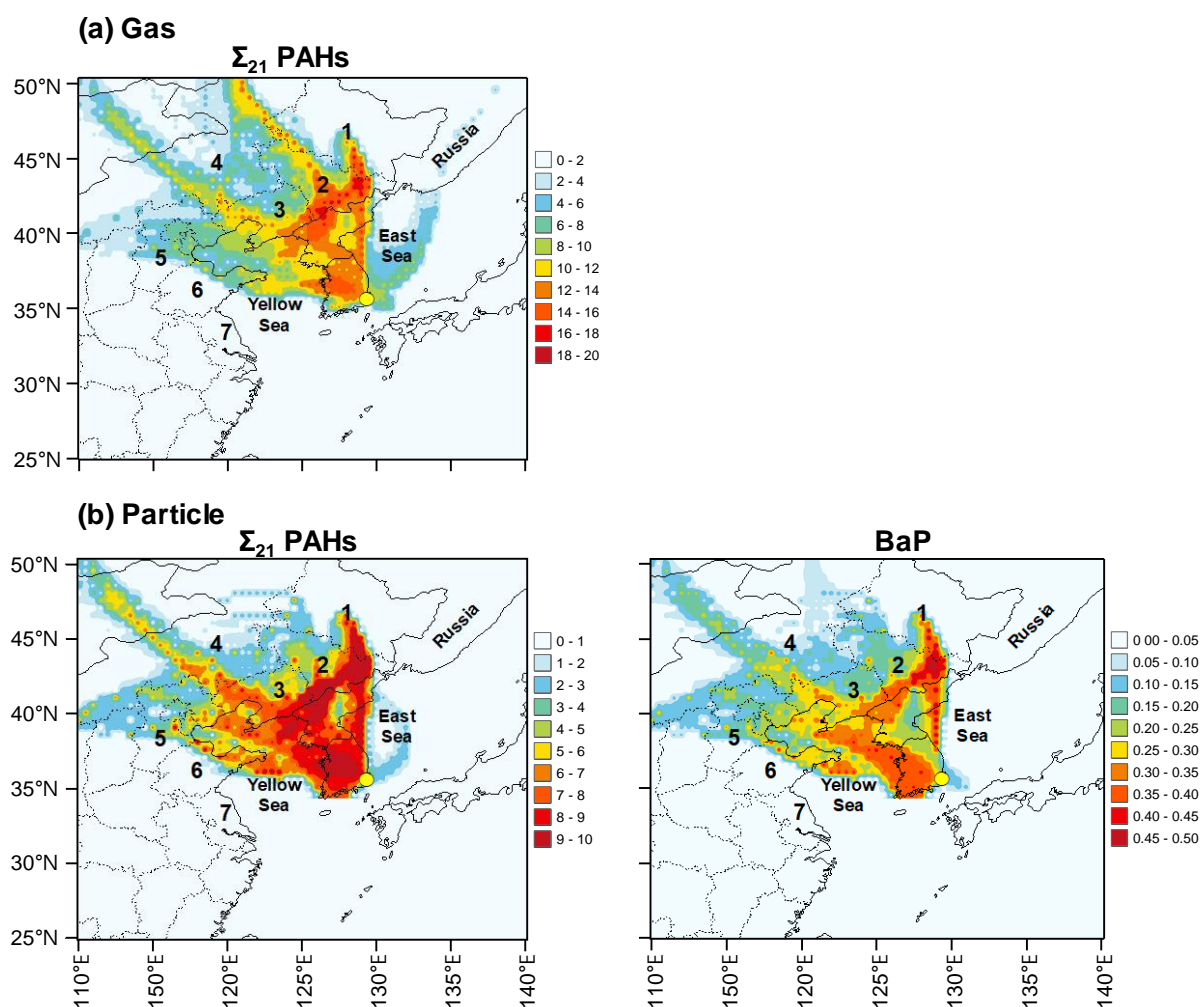 (a) Gas
Σ21 PAHs
50°N
45°N
40°N
35°N
30°N
25°N
1
2
3
4
5
6
7
Russia
East
Sea
Yellow
Sea
0 - 2
2 - 4
4 - 6
6 - 8
8 - 10
10 - 12
12 - 14
14 - 16
16 - 18
18 - 20
(b) Particle
Σ21 PAHs
50°N
45°N
40°N
35°N
30°N
25°N
1
2
3
4
5
6
7
Russia
East
Sea
Yellow
Sea
0 - 1
1 - 2
2 - 3
3 - 4
4 - 5
5 - 6
6 - 7
7 - 8
8 - 9
9 - 10
110°E
115°E
120°E
125°E
130°E
135°E
140°E
BaP
1
2
3
4
5
6
7
Russia
East
Sea
Yellow
Sea
0 00 - 0.05
0.05 - 0.10
0.10 - 0.15
0.15 - 0.20
0.20 - 0.25
0.25 - 0.30
0.30 - 0.35
0.35 - 0.40
0.40 - 0.45
0.45 - 0.50
110°E
115°E
120°E
125°E
130°E
135°E
140°E